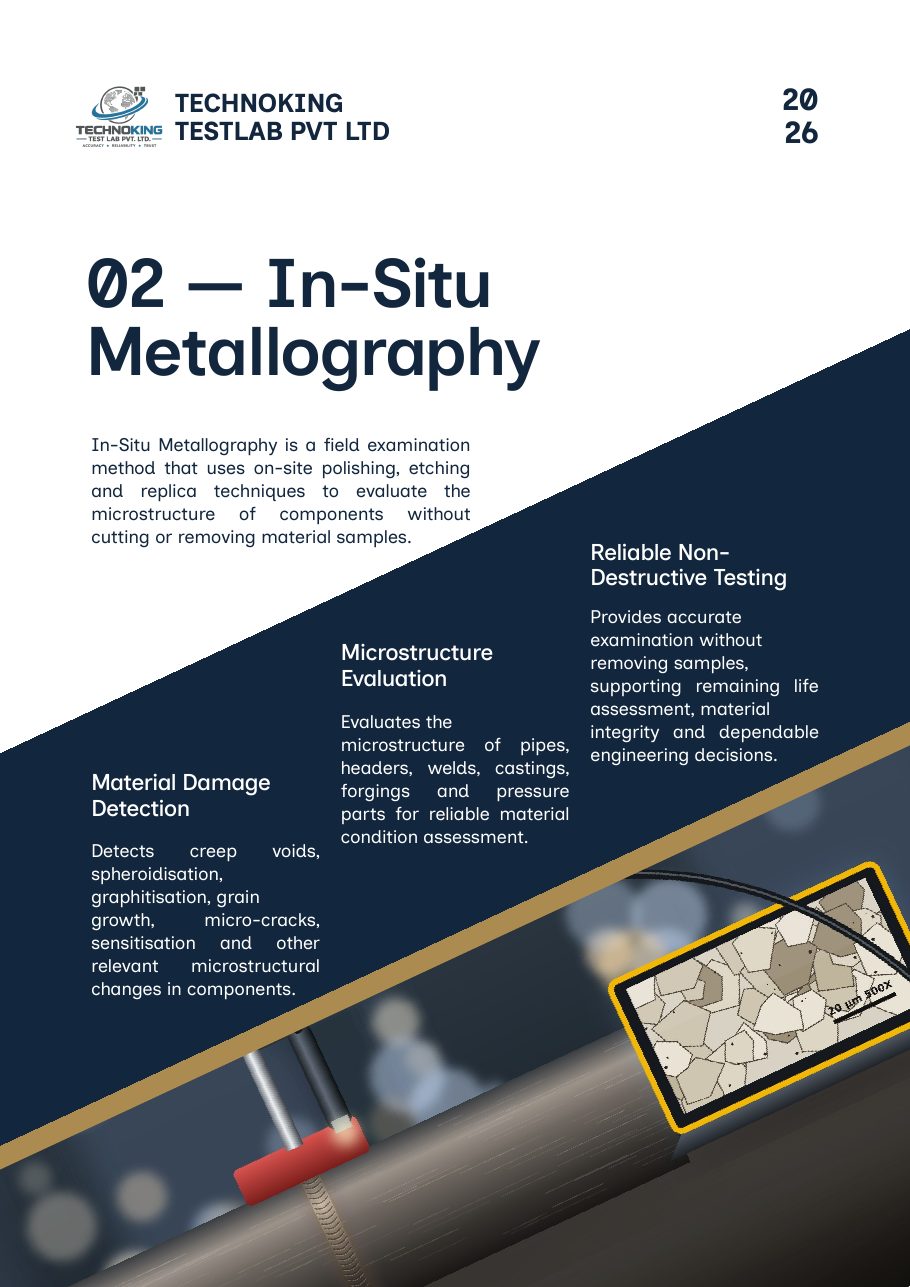 TECHNOKING
TEST LAB PVT. LTD.
ACCURACY • RELIABILITY • TRUST
TECHNOKING
TESTLAB PVT LTD
20
26
02 — In-Situ
Metallography
In-Situ Metallography is a field examination
method that uses on-site polishing, etching
and replica techniques to evaluate the
microstructure of components without
cutting or removing material samples.
Material Damage
Detection
Detects creep voids,
spheroidisation,
graphitisation, grain
growth, micro-cracks,
sensitisation and other
relevant microstructural
changes in components.
Microstructure
Evaluation
Evaluates the
microstructure of pipes,
headers, welds, castings,
forgings and pressure
parts for reliable material
condition assessment.
Reliable Non-
Destructive Testing
Provides accurate
examination without
removing samples,
supporting remaining life
assessment, material
integrity and dependable
engineering decisions.
20 µm 500X